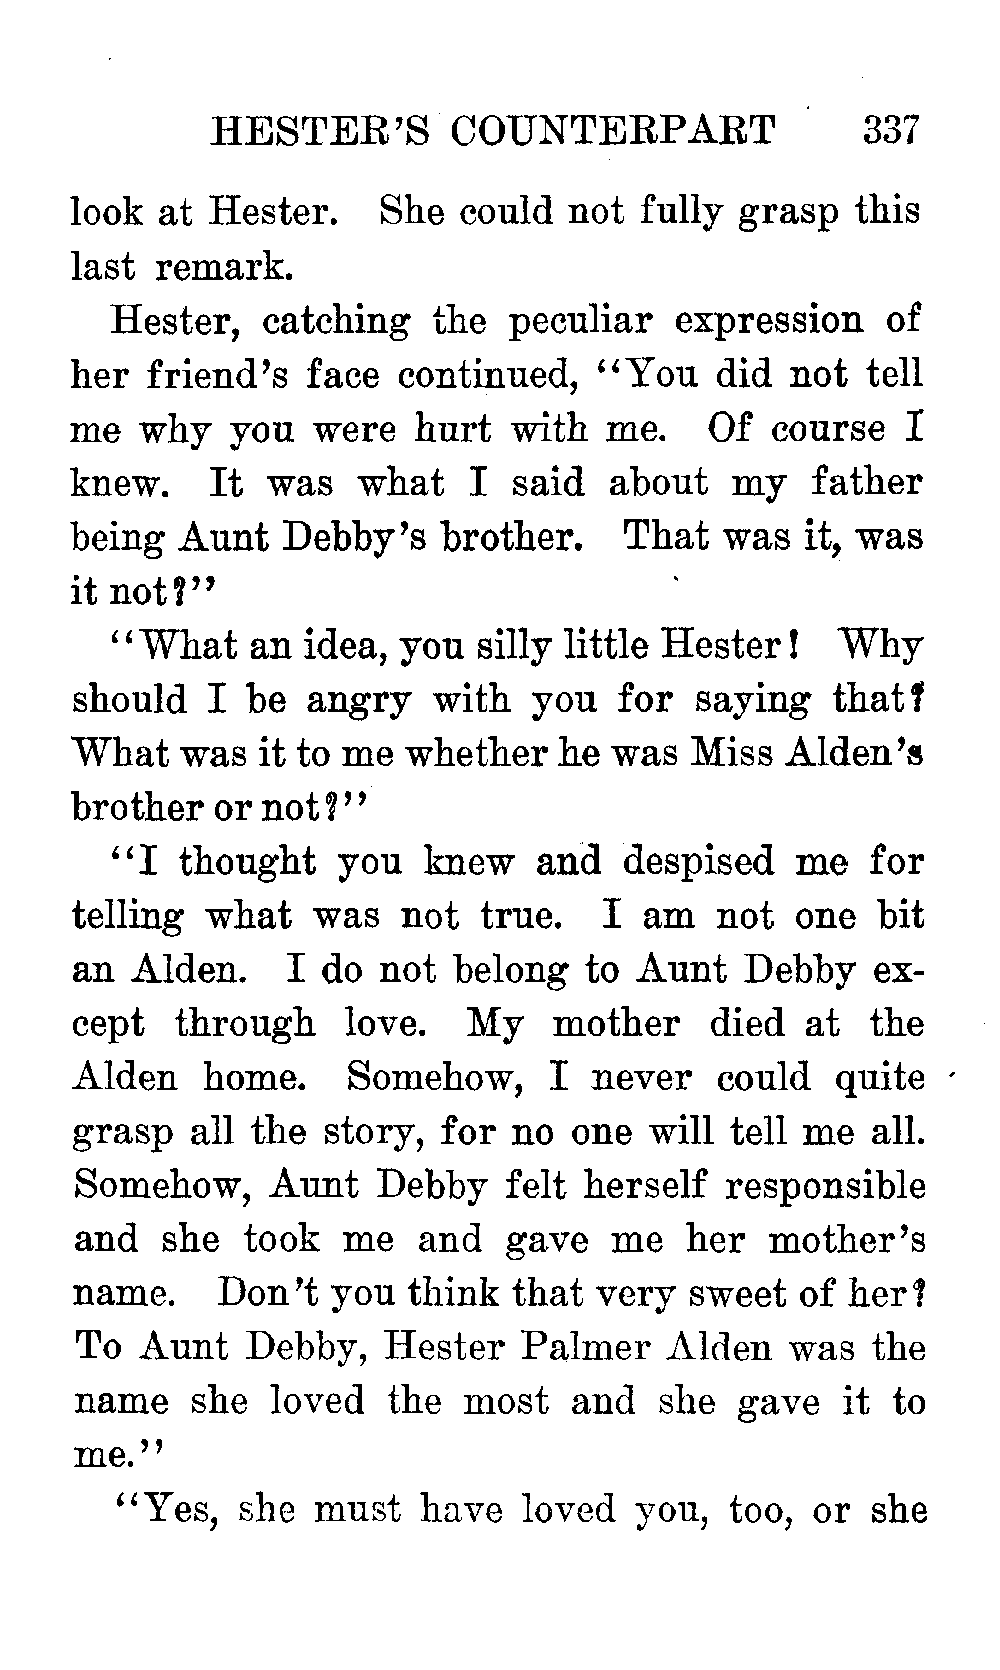 HESTER'S COUNTERPART 337
look at Hester. She could not fully grasp this
last remark.
Hester, catching the peculiar expression of
her friend's face continued, "You did not tell
me why you were hurt with me. Of course I
knew. It was what I said about my father
being Aunt Debby's brother. That was it, was
it not?"
"What an idea, you silly little Hester! Why
should I be angry with you for saying that?
What was it to me whether he was Miss Alden's
brother or not?"
"I thought you knew and despised me for
telling what was not true. I am not one bit
an Alden. I do not belong to Aunt Debby ex-
cept through love. My mother died at the
Alden home. Somehow, I never could quite
grasp all the story, for no one will tell me all.
Somehow, Aunt Debby felt herself responsible
and she took me and gave me her mother's
name. Don't you think that very sweet of her?
To Aunt Debby, Hester Palmer Alden was the
name she loved the most and she gave it to
me."
"Yes, she must have loved you, too, or she